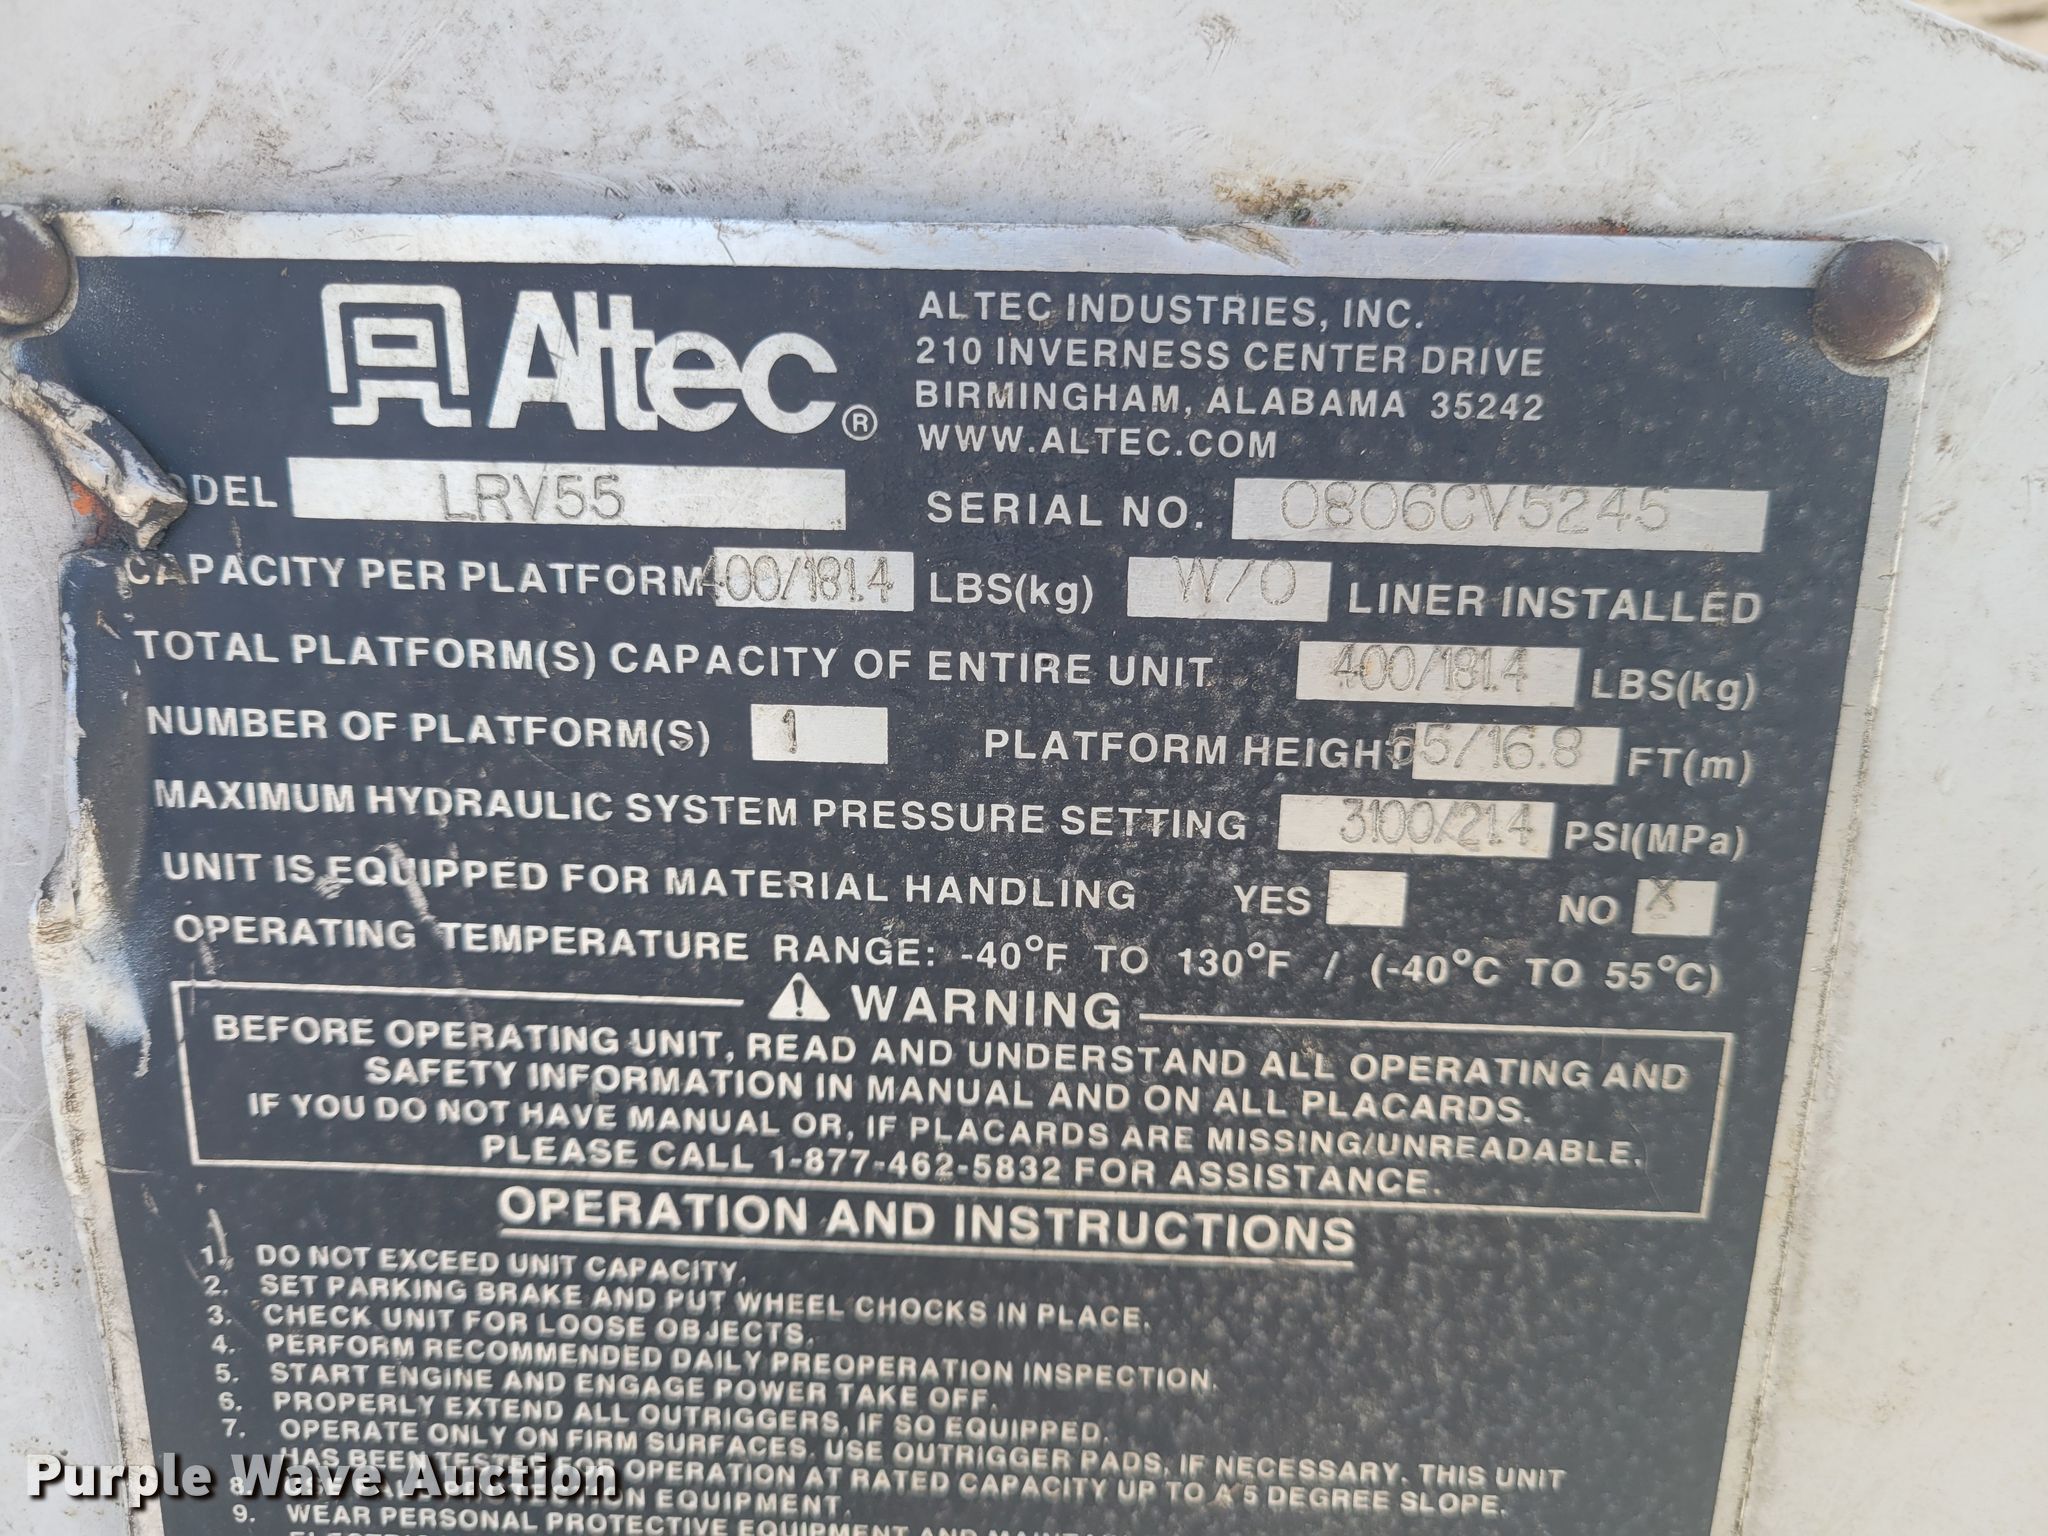 Altec®
ALTEC INDUSTRIES, INC.
210 INVERNESS CENTER DRIVE
BIRMINGHAM, ALABAMA 35242
WWW.ALTEC.COM
ODEL LRV55 SERIAL NO. 0806CV5245
CAPACITY PER PLATFORM 400/181.4 LBS(kg) W/O LINER INSTALLED
TOTAL PLATFORM(S) CAPACITY OF ENTIRE UNIT 400/181.4 LBS(kg)
NUMBER OF PLATFORM(S) 1 PLATFORM HEIGHT 55/16.8 FT(m)
MAXIMUM HYDRAULIC SYSTEM PRESSURE SETTING 3100/21.4 PSI(MPa)
UNIT IS EQUIPPED FOR MATERIAL HANDLING YES NO X
OPERATING TEMPERATURE RANGE: -40°F TO 130°F / (-40°C TO 55°C)
WARNING
BEFORE OPERATING UNIT, READ AND UNDERSTAND ALL OPERATING AND
SAFETY INFORMATION IN MANUAL AND ON ALL PLACARDS.
IF YOU DO NOT HAVE MANUAL OR, IF PLACARDS ARE MISSING/UNREADABLE,
PLEASE CALL 1-877-462-5832 FOR ASSISTANCE.
OPERATION AND INSTRUCTIONS
1. DO NOT EXCEED UNIT CAPACITY.
2. SET PARKING BRAKE AND PUT WHEEL CHOCKS IN PLACE.
3. CHECK UNIT FOR LOOSE OBJECTS.
4. PERFORM RECOMMENDED DAILY PREOPERATION INSPECTION.
5. START ENGINE AND ENGAGE POWER TAKE OFF.
6. PROPERLY EXTEND ALL OUTRIGGERS, IF SO EQUIPPED.
7. OPERATE ONLY ON FIRM SURFACES. USE OUTRIGGER PADS, IF NECESSARY. THIS UNIT
HAS BEEN TESTED FOR OPERATION AT RATED CAPACITY UP TO A 5 DEGREE SLOPE.
8. EQUIPMENT.
9. WEAR PERSONAL PROTECTIVE EQUIPMENT AND
Purple Wave Auction